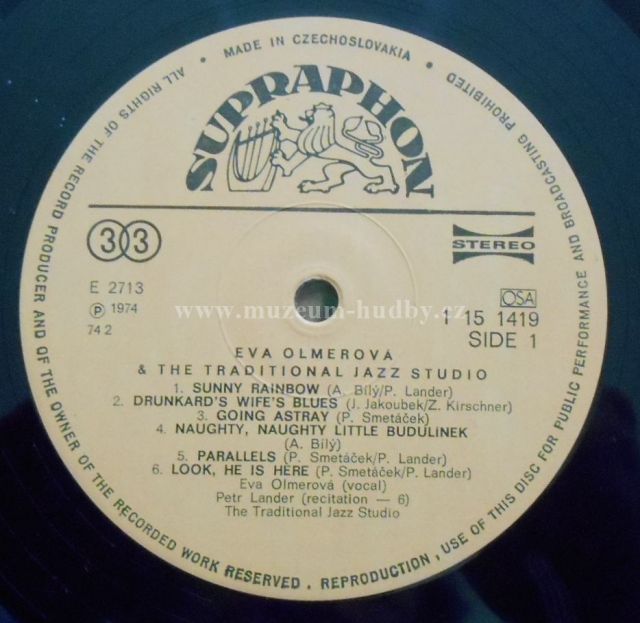 ALL RIGHTS OF THE RECORD PRODUCER AND OF THE OWNER OF THE RECORDED WORK RESERVED . REPRODUCTION, USE OF THIS DISC FOR PUBLIC PERFORMANCE AND BROADCASTING PROHIBITED • MADE IN CZECHOSLOVAKIA •
SUPRAPHON
33
STEREO
E 2713
℗ 1974
74 2
OSA
1 15 1419
SIDE 1
www.muzeum-hudby.cz
EVA OLMEROVÁ
& THE TRADITIONAL JAZZ STUDIO
1. SUNNY RAINBOW (A. Bílý/P. Lander)
2. DRUNKARD'S WIFE'S BLUES (J. Jakoubek/Z. Kirschner)
3. GOING ASTRAY (P. Smetáček)
4. NAUGHTY, NAUGHTY LITTLE BUDULINEK
(A. Bílý)
5. PARALLELS (P. Smetáček/P. Lander)
6. LOOK, HE IS HERE (P. Smetáček/P. Lander)
Eva Olmerová (vocal)
Petr Lander (recitation — 6)
The Traditional Jazz Studio